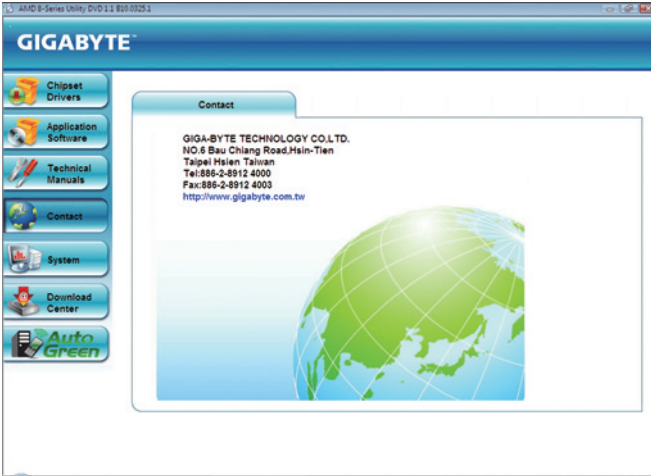 AMD 8-Series Utility DVD 1.1 B10.0325.1
GIGABYTE™
Chipset
Drivers
Application
Software
Technical
Manuals
Contact
System
Download
Center
Auto
Green
Contact
GIGA-BYTE TECHNOLOGY CO.,LTD.
NO.6 Bau Chiang Road,Hsin-Tien
Taipei Hsien Taiwan
Tel:886-2-8912 4000
Fax:886-2-8912 4003
http://www.gigabyte.com.tw